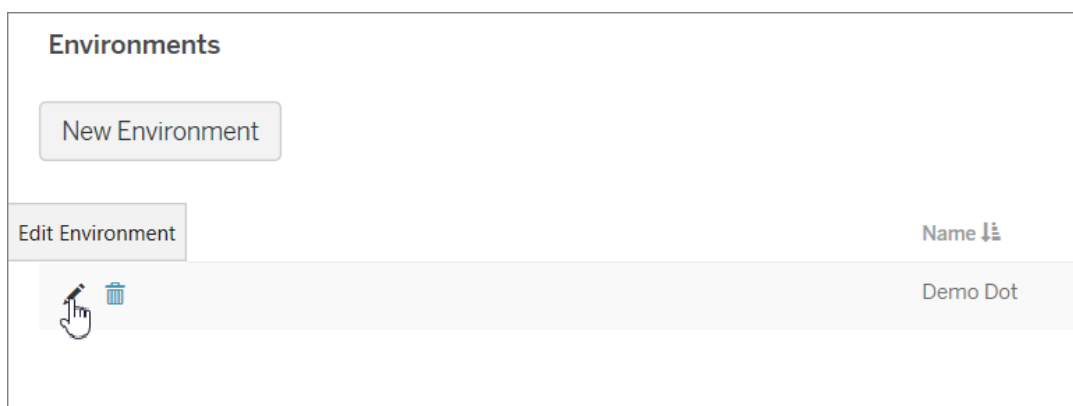 Environments
New Environment
Edit Environment
Name
Demo Dot